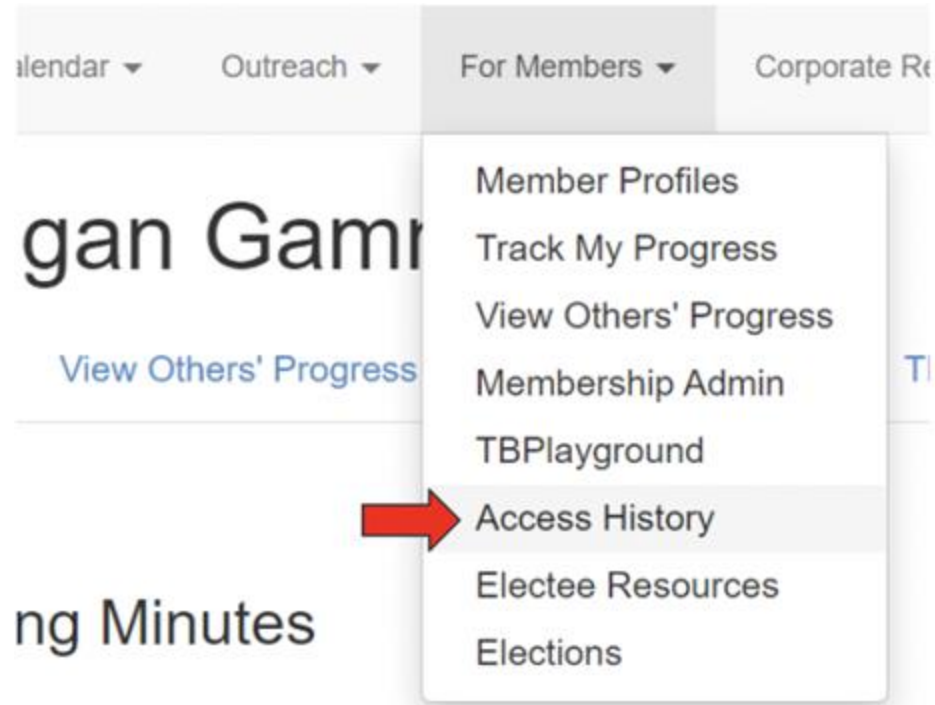 alendar Outreach For Members Corporate Re
Member Profiles
gan Gamr
Track My Progress
View Others' Progress
View Others' Progress
Membership Admin
TBPlayground
Access History
Electee Resources
ng Minutes
Elections